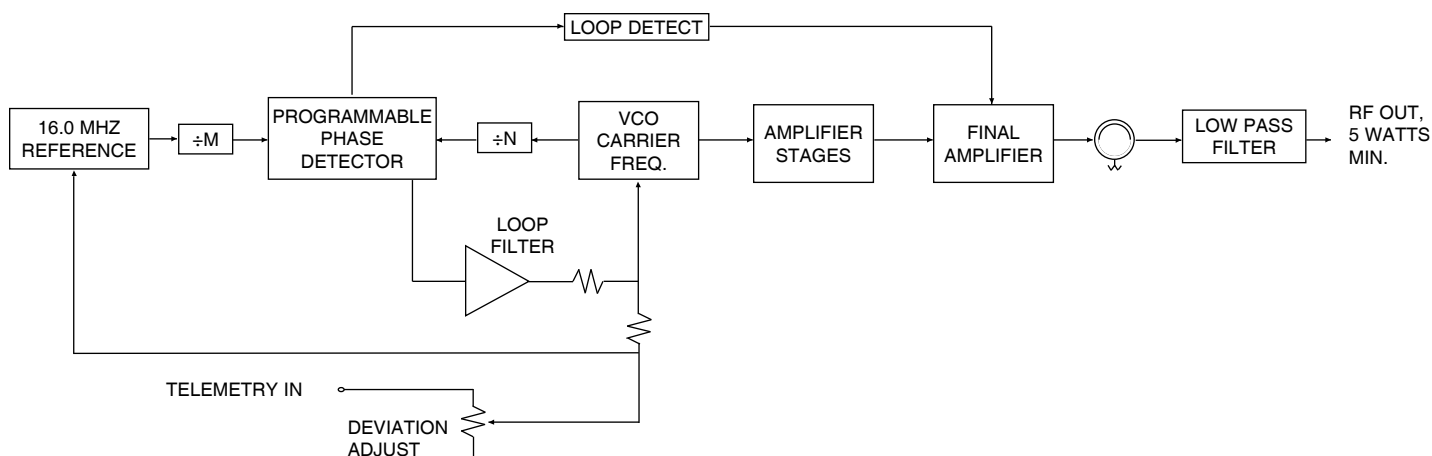 LOOP DETECT
16.0 MHZ
REFERENCE
÷M
PROGRAMMABLE
PHASE
DETECTOR
÷N
VCO
CARRIER
FREQ.
AMPLIFIER
STAGES
FINAL
AMPLIFIER
LOW PASS
FILTER
RF OUT,
5 WATTS
MIN.
LOOP
FILTER
TELEMETRY IN
DEVIATION
ADJUST